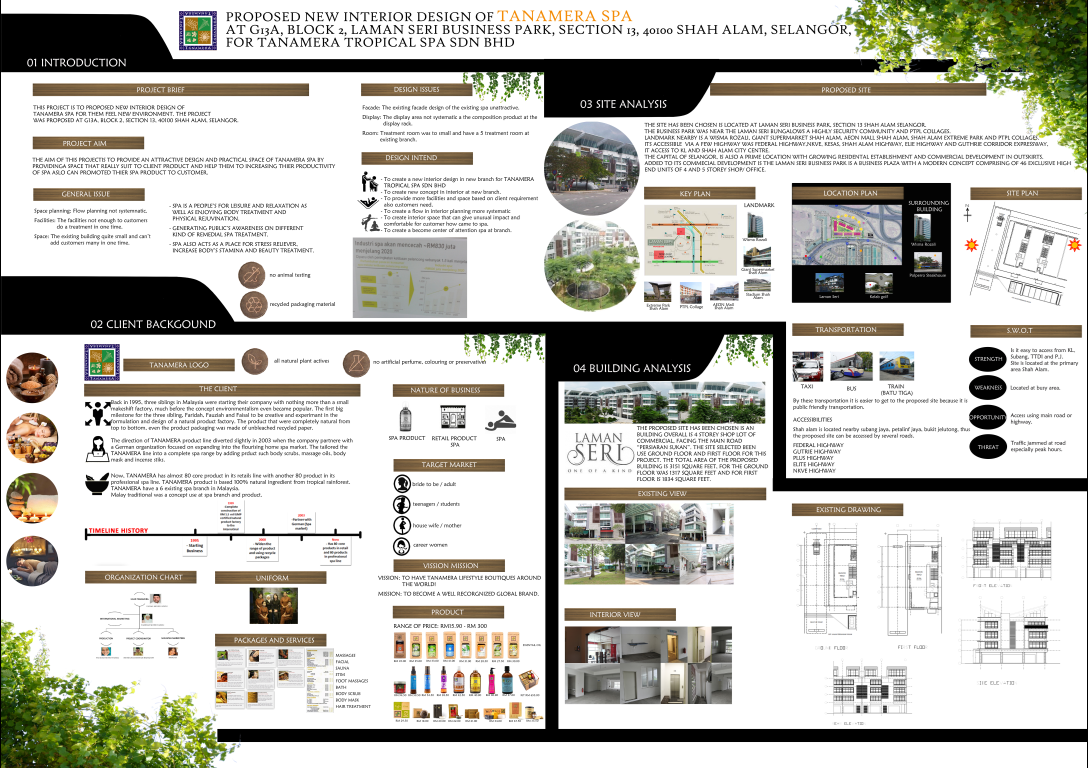 PROPOSED NEW INTERIOR DESIGN OF TANAMERA SPA
AT G13A, BLOCK 2, LAMAN SERI BUSINESS PARK, SECTION 13, 40100 SHAH ALAM, SELANGOR,
FOR TANAMERA TROPICAL SPA SDN BHD
01 INTRODUCTION
PROJECT BRIEF
THIS PROJECT IS TO PROPOSED NEW INTERIOR DESIGN OF
TANAMERA SPA FOR THEM FEEL NEW ENVIRONMENT. THE PROJECT
WAS PROPOSED AT G13A, BLOCK 2, SECTION 13, 40100 SHAH ALAM, SELANGOR.
PROJECT AIM
THE AIM OF THIS PROJECTS TO PROVIDE AN ATTRACTIVE DESIGN AND PRACTICAL SPACE OF TANAMERA SPA BY
PROVIDINGA SPACE THAT REALLY SUIT TO CLIENT PRODUCT AND HELP THEM TO INCREASING THIER PRODUCTIVITY
OF SPA ASLO CAN PROMOTED THIER SPA PRODUCT TO CUSTOMER.
GENERAL ISSUE
Space planning: Flow planning not systematic.
Facilities: The facilities not enough to customer
do a treatment in one time.
Space: The existing building quite small and can't
add customers many in one time.
- SPA IS A PEOPLE'S FOR LEISURE AND RELAXATION AS
WELL AS ENJOYING BODY TREATMENT AND
PHYSICAL REJUVINATION.
- GENERATING PUBLIC'S AWARENESS ON DIFFERENT
KIND OF REMEDIAL SPA TREATMENT.
- SPA ALSO ACTS AS A PLACE FOR STRESS RELIEVER,
INCREASE BODY'S STAMINA AND BEAUTY TREATMENT.
no animal testing
recycled packaging material
DESIGN ISSUES
Facade: The existing facade design of the existing spa unattractive.
Display: The display area not systematic a the composition product at the
display rack.
Room: Treatment room was to small and have a 5 treatment room at
existing branch.
DESIGN INTEND
- To create a new interior design in new branch for TANAMERA
TROPICAL SPA SDN BHD
- To create new concept in interior at new branch.
- To provide more facilities and space based on client requirement
also customers need.
- To create a flow in interior planning more systematic
- To create interior space that can give unusual impact and
comfortable for customer how came to spa.
- To create a become center of attention spa at branch.
Industri spa akan mencecah ~RM820 juta
menjelang 2020
02 CLIENT BACKGOUND
TANAMERA LOGO
all natural plant actives
no artificial perfume, colouring or preservatives
THE CLIENT
Back in 1995, three siblings in Malaysia were starting their company with nothing more than a small
makeshift factory, much before the concept environmentalism even became popular. The first big
milestone for the three sibling, Faridah, Fauziah and Faisal to be creative and experiment in the
formulation and design of a natural product factory. The product that were completely natural from
top to bottom, even the product packaging was made of unbleached recycled paper.
The direction of TANAMERA product line diverted slightly in 2003 when the company partnere with
a German organization focused on expanding into the flouring home spa market. The tailored the
TANAMERA line into a complete spa range by adding prduct such body scrubs, massage oils, body
mask and incense stiks.
Now, TANAMERA has almost 80 core product in its retails line with another 80 product in its
professional spa line. TANAMERA product is based 100% natural ingredient from tropical rainforest.
TANAMERA have a 6 existing spa branch in Malaysia.
Malay traditional was a concept use at spa branch and product.
TIMELINE HISTORY
1995
- Starting
Business
- Widen the
range of product
and using recycle
packages
- Partner with
German (Spa
market)
Now
- Has 80 core
products in retail
and 80 products
in professional
spa line
ORGANIZATION CHART
UNIFORM
PACKAGES AND SERVICES
MASSAGES
FACIAL
SAUNA
STIM
FOOT MASSAGES
BATH
BODY SCRUB
BODY MASK
HAIR TREATMENT
NATURE OF BUSINESS
SPA PRODUCT
RETAIL PRODUCT
SPA
SPA
TARGET MARKET
bride to be / adult
teenagers / students
house wife / mother
career women
VISSION MISSION
VISSION: TO HAVE TANAMERA LIFESTYLE BOUTIQUES AROUND
THE WORLD!
MISSION: TO BECOME A WELL RECORGNIZED GLOBAL BRAND.
PRODUCT
RANGE OF PRICE: RM15.90 - RM 300
03 SITE ANALYSIS
PROPOSED SITE
THE SITE HAS BEEN CHOSEN IS LOCATED AT LAMAN SERI BUSINESS PARK, SECTION 13 SHAH ALAM SELANGOR.
THE BUSINESS PARK WAS NEAR THE LAMAN SERI BUNGALOWS A HIGHLY SECURITY COMMUNITY AND PTPL COLLAGES.
LANDMARK NEARBY IS A WISMA ROZALI, GIANT SUPERMARKET SHAH ALAM, AEON MALL SHAH ALAM, SHAH ALAM EXTREME PARK AND PTPL COLLAGE.
ITS ACCESSIBLE VIA A FEW HIGHWAY WAS FEDERAL HIGHWAY,NKVE, KESAS, SHAH ALAM HIGHWAY, ELIE HIGHWAY AND GUTHRIE CORRIDOR EXPRESSWAY,
IT ACCESS TO KL AND SHAH ALAM CITY CENTRE.
THE CAPITAL OF SELANGOR, IS ALSO A PRIME LOCATION WITH GROWING RESIDENTAL ESTABLISHMENT AND COMMERCIAL DEVELOPMENT IN OUTSKIRTS.
ADDED TO ITS COMMECIAL DEVELOPMENT IS THE LAMAN SERI BUSINESS PARK IS A BUSINESS PLAZA WITH A MODERN CONCEPT COMPRISING OF 46 EXCLUSIVE HIGH
END UNITS OF 4 AND 5 STOREY SHOP/ OFFICE.
KEY PLAN
LANDMARK
Wisma Rozali
Giant Supermarket
Shah Alam
Stadium Shah
Alam
Extreme Park
Shah Alam
PTPL Collage
AEON Mall
Shah Alam
LOCATION PLAN
SURROUNDING
BUILDING
Wisma Rozali
Polparro Steakhouse
Laman Seri
Kelab golf
SITE PLAN
TRANSPORTATION
TAXI
BUS
TRAIN
(BATU TIGA)
By these transportation it is easier to get to the proposed site because it is
public friendly transportation.
ACCESSIBILITIES
Shah alam is located nearby subang jaya, petalinf jaya, bukit jelutong, thus
the proposed site can be accessed by several roads.
FEDERAL HIGHWAY
GUTRIE HIGHWAY
PLUS HIGHWAY
ELITE HIGHWAY
NKVE HIGHWAY
S.W.O.T
STRENGTH
Is it easy to access from KL,
Subang, TTDI and P.J.
Site is located at the primary
area Shah Alam.
WEAKNESS
Located at busy area.
OPPORTUNITY
Access using main road or
highway.
THREAT
Traffic jammed at road
especially peak hours.
04 BUILDING ANALYSIS
LAMAN
SERI
ONE OF A KIND
THE PROPOSED SITE HAS BEEN CHOSEN IS AN
BUILDING OVERALL IS 4 STOREY SHOP LOT OF
COMMERCIAL. FACING THE MAIN ROAD
"PERSIARAN SUKAN". THE SITE SELECTED BEEN
USE GROUND FLOOR AND FIRST FLOOR FOR THIS
PROJECT. THE TOTAL AREA OF THE PROPOSED
BUILDING IS 3151 SQUARE FEET. FOR THE GROUND
FLOOR WAS 1317 SQUARE FEET AND FOR FIRST
FLOOR IS 1834 SQUARE FEET.
EXISTING VIEW
INTERIOR VIEW
EXISTING DRAWING